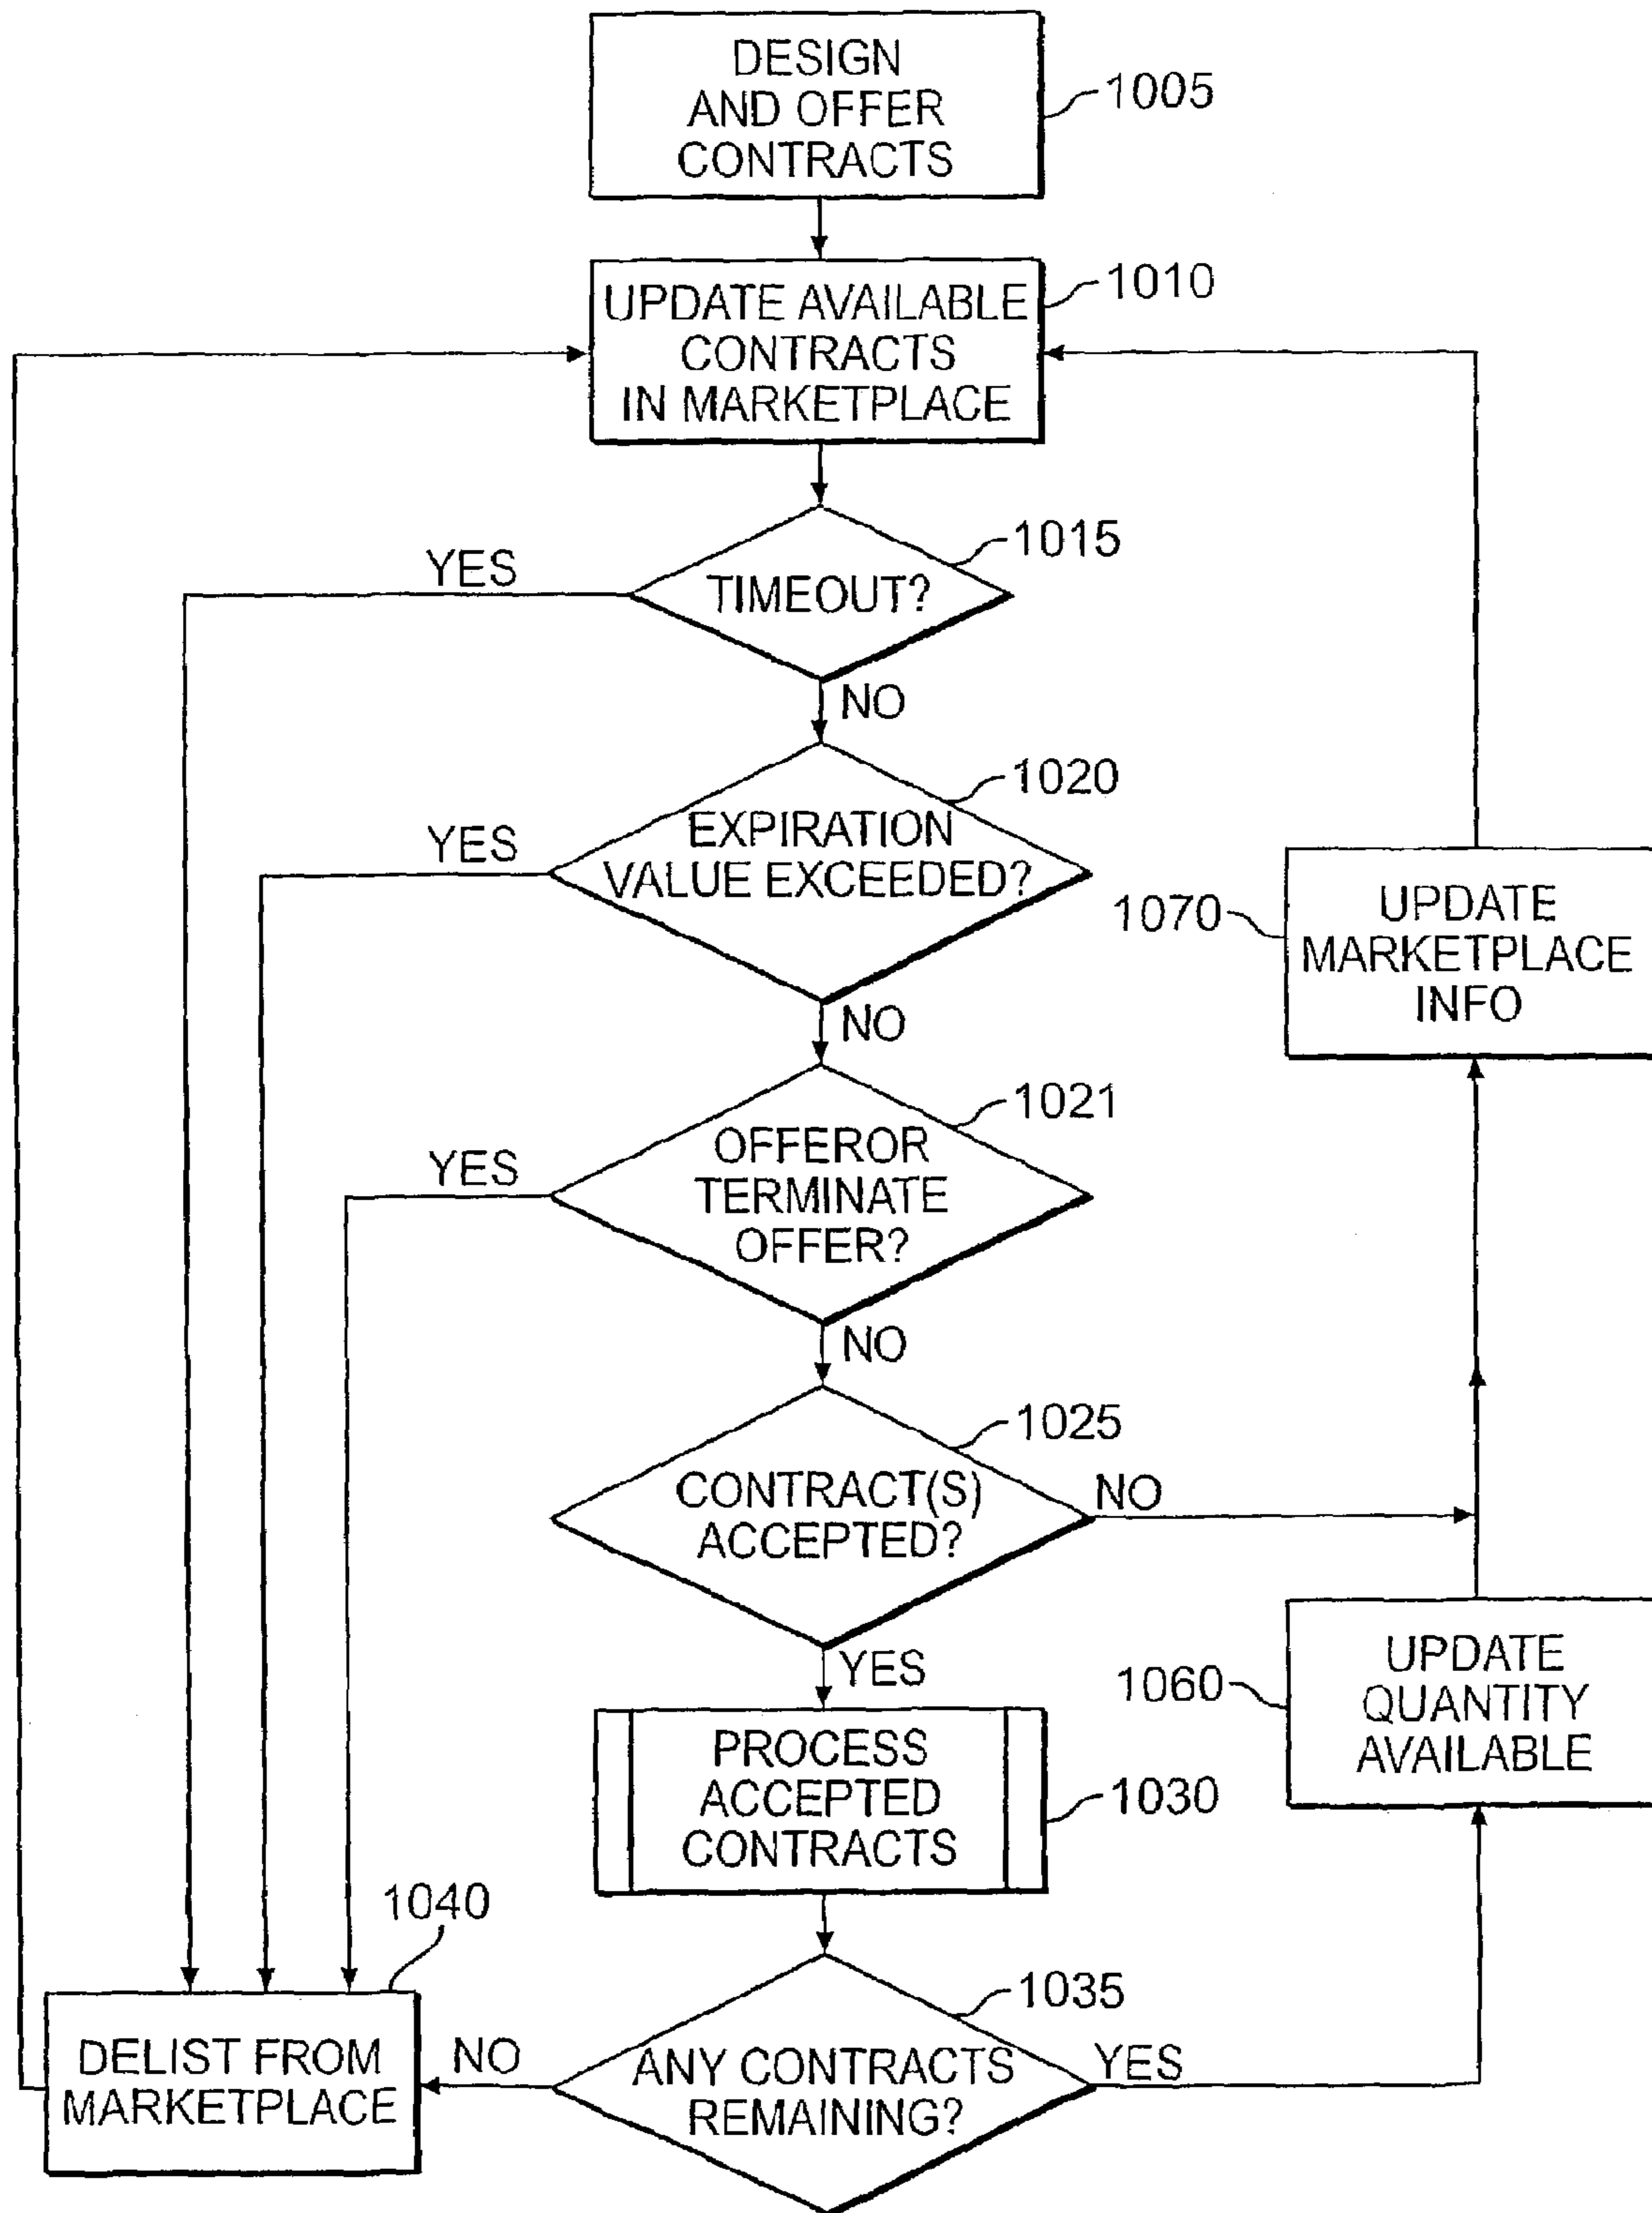 DESIGN
AND OFFER
CONTRACTS
1005
UPDATE AVAILABLE
CONTRACTS
IN MARKETPLACE
1010
TIMEOUT?
1015
YES
NO
EXPIRATION
VALUE EXCEEDED?
1020
YES
NO
OFFEROR
TERMINATE
OFFER?
1021
YES
NO
CONTRACT(S)
ACCEPTED?
1025
NO
YES
PROCESS
ACCEPTED
CONTRACTS
1030
ANY CONTRACTS
REMAINING?
1035
NO
YES
DELIST FROM
MARKETPLACE
1040
UPDATE
QUANTITY
AVAILABLE
1060
UPDATE
MARKETPLACE
INFO
1070